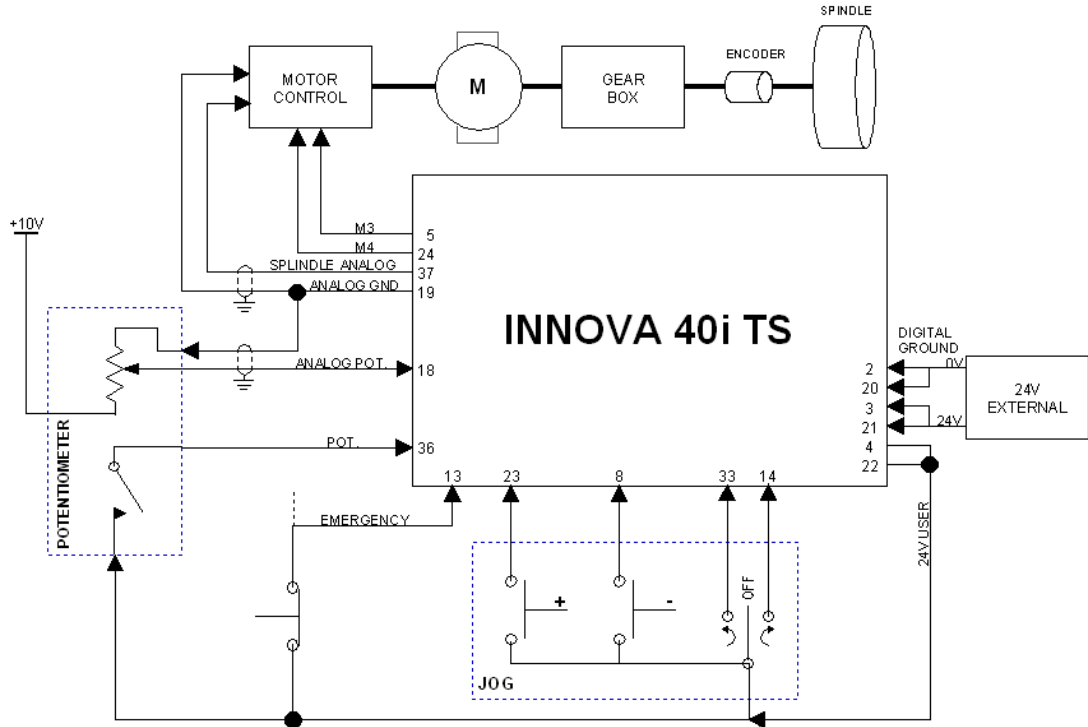 SPINDLE
ENCODER
MOTOR
CONTROL
M
GEAR
BOX
+10V
M3
5
M4
24
SPLINDLE ANALOG
37
ANALOG GND
19
INNOVA 40i TS
DIGITAL
GROUND
0V
ANALOG POT.
18
2
20
3
24V
21
24V
EXTERNAL
POT.
36
4
22
POTENTIOMETER
13
23
8
33
14
EMERGENCY
24V USER
+
-
OFF
JOG